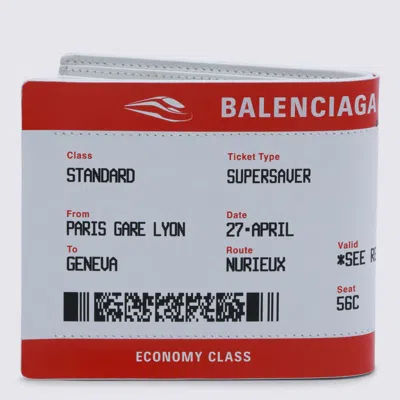 BALENCIAGA
Class Ticket Type
STANDARD SUPERSAVER
From Date
PARIS GARE LYON 27-APRIL
To Route Valid
GENEVA NURIEUX *SEE
Seat
56C
ECONOMY CLASS